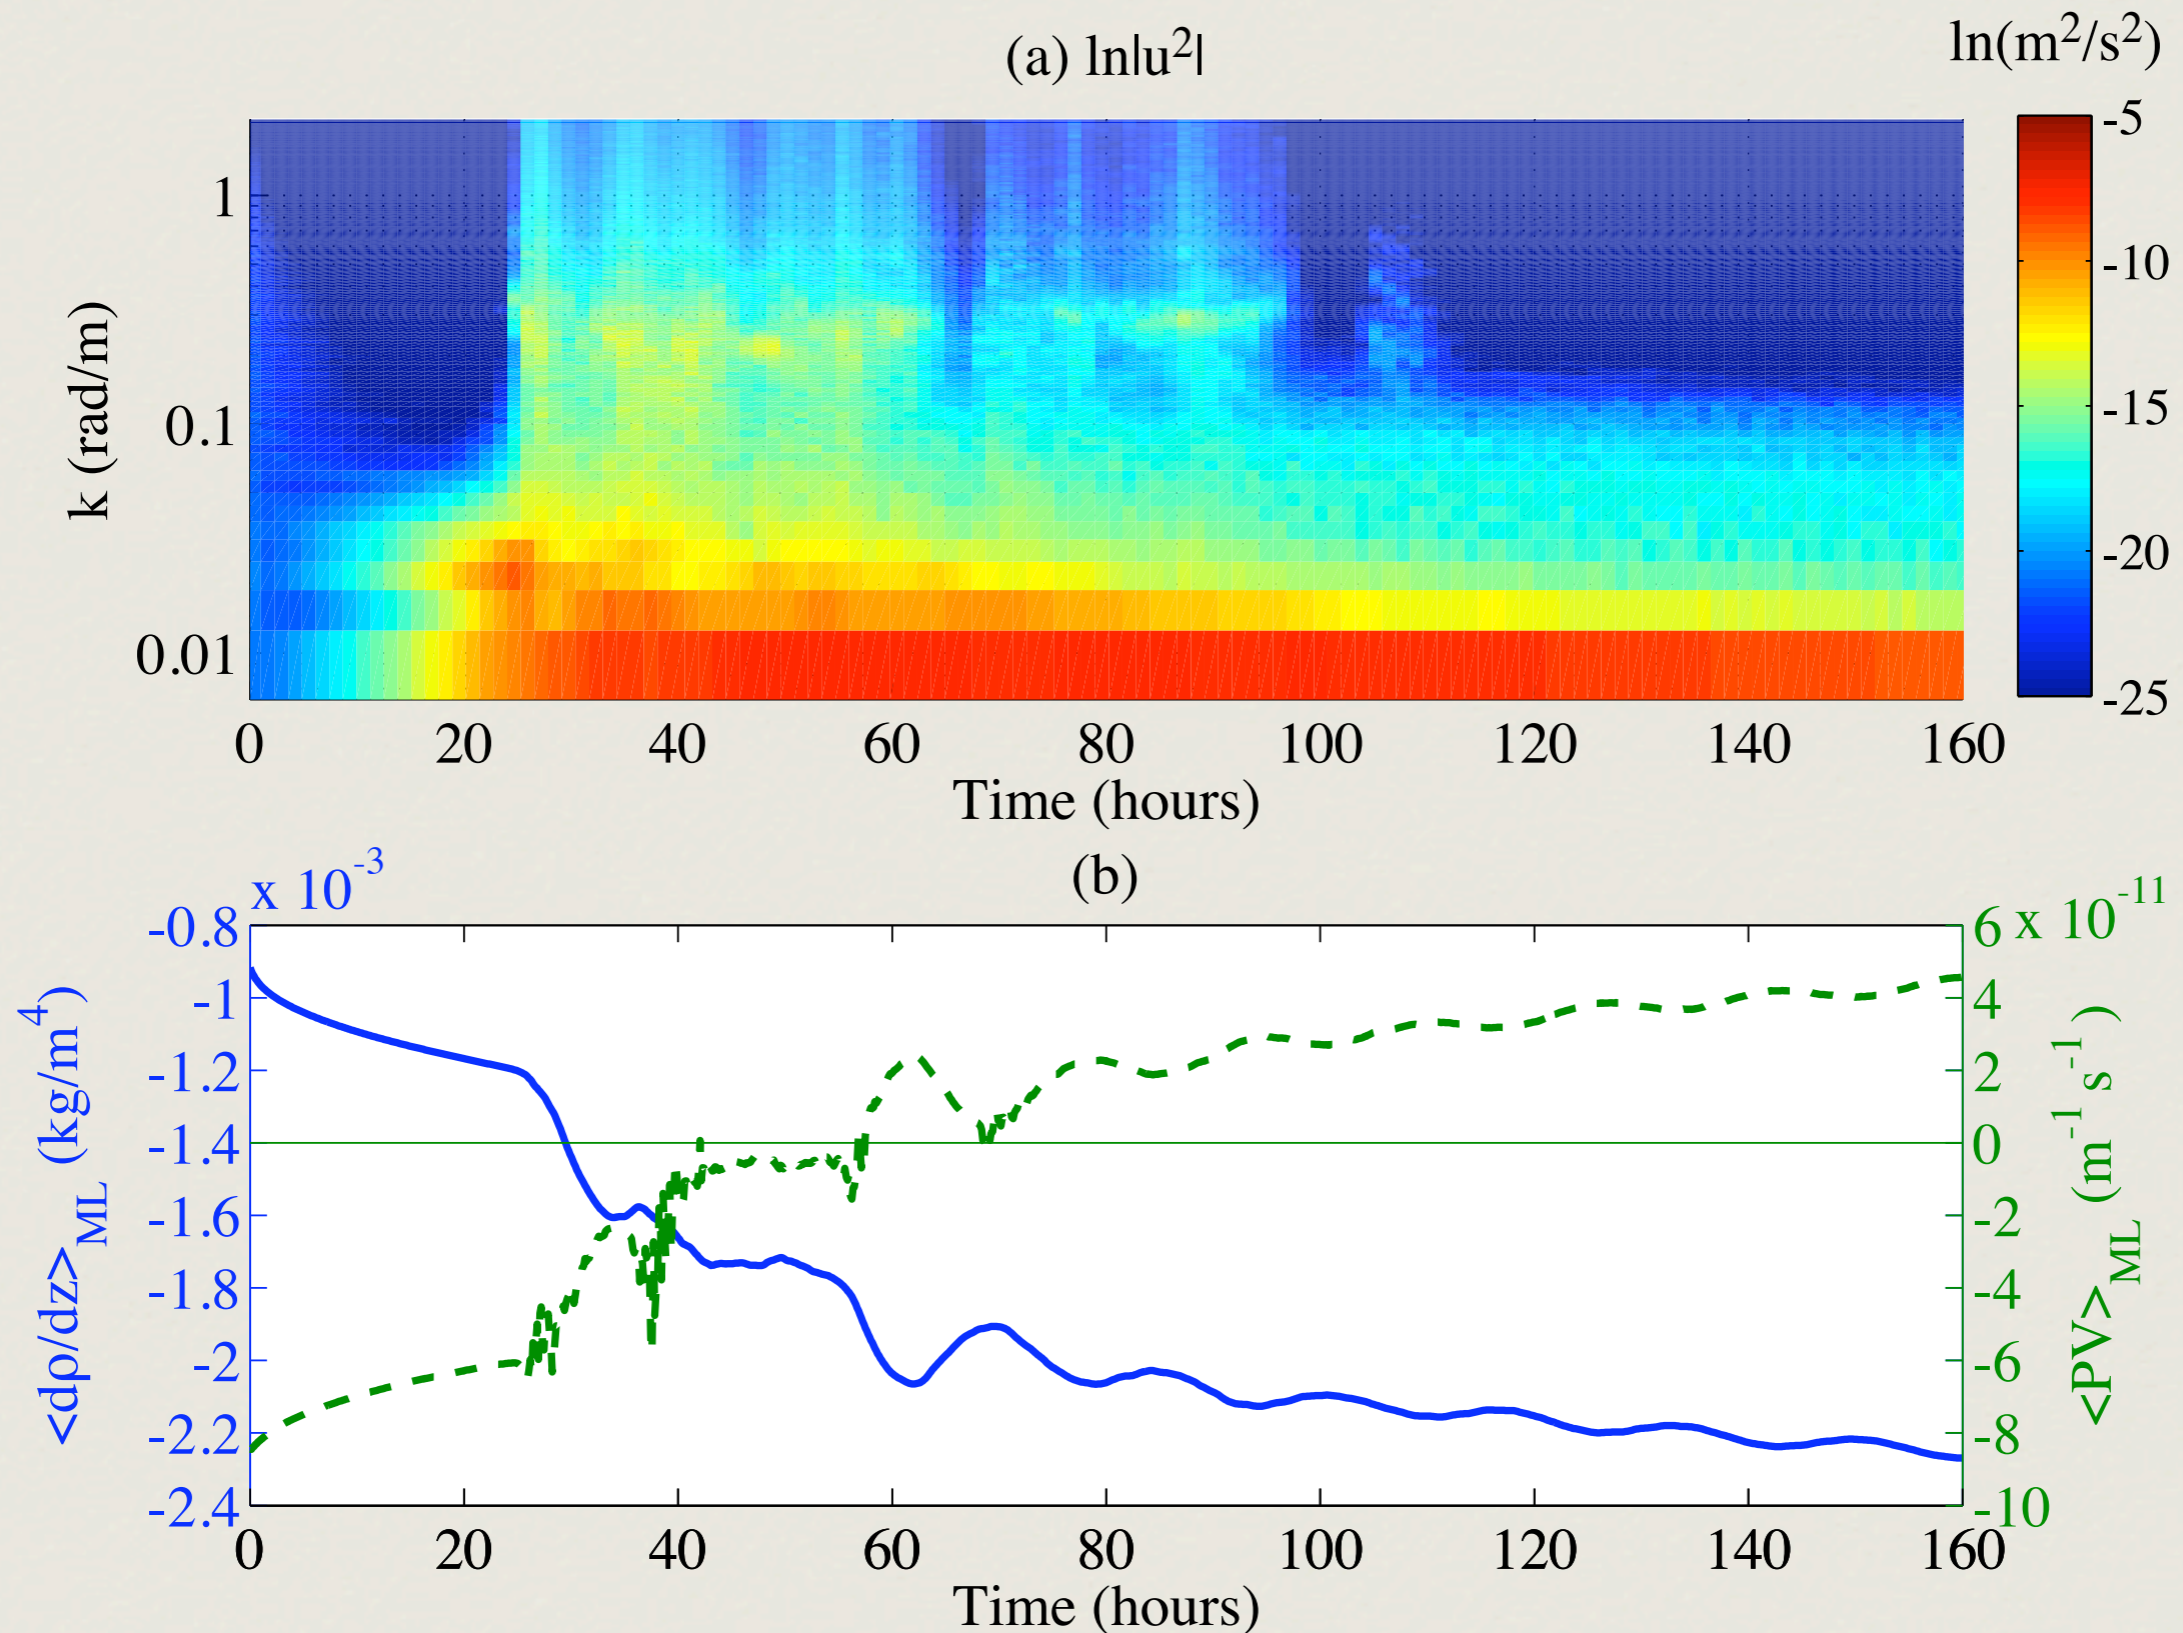 (a) ln|u²|
ln(m²/s²)
-5
-10
-15
-20
-25
k (rad/m)
1
0.1
0.01
0 20 40 60 80 100 120 140 160
Time (hours)
(b)
x 10⁻³
-0.8
-1
-1.2
-1.4
-1.6
-1.8
-2
-2.2
-2.4
<dρ/dz>ML (kg/m⁴)
6 x 10⁻¹¹
4
2
0
-2
-4
-6
-8
-10
<PV>ML (m⁻¹ s⁻¹)
0 20 40 60 80 100 120 140 160
Time (hours)